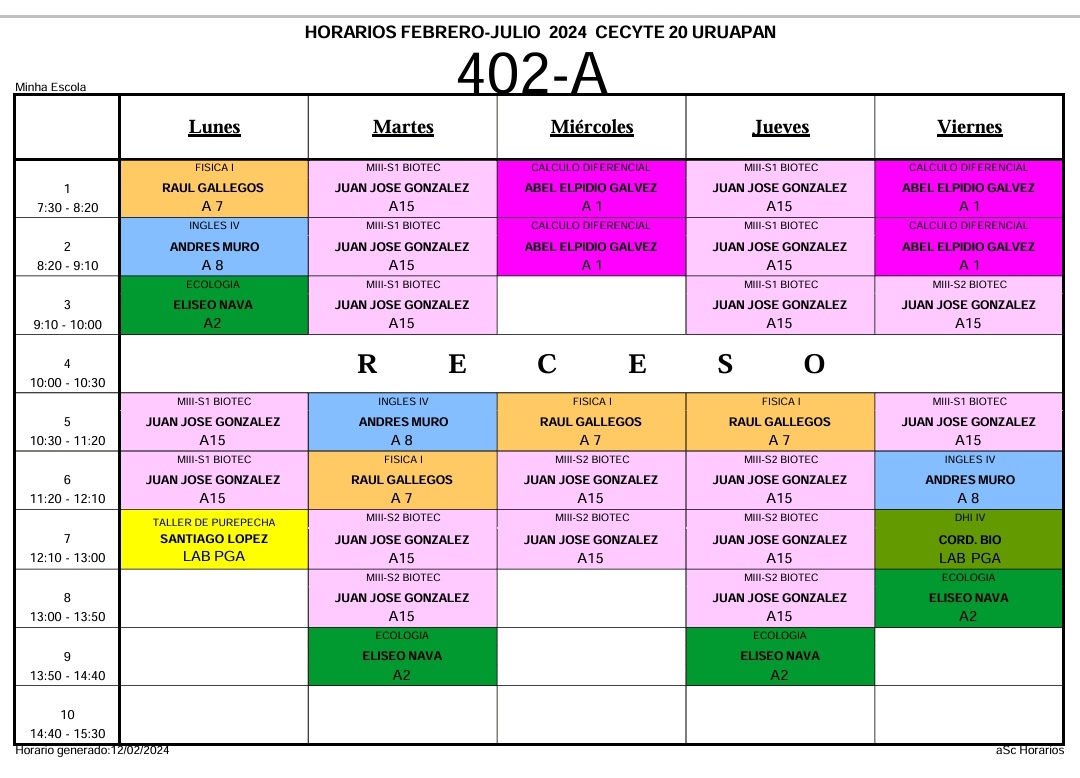 HORARIOS FEBRERO-JULIO 2024 CECYTE 20 URUAPAN
402-A
Minha Escola
Lunes Martes Miércoles Jueves Viernes
FISICA I MIII-S1 BIOTEC CALCULO DIFERENCIAL MIII-S1 BIOTEC CALCULO DIFERENCIAL
1 RAUL GALLEGOS JUAN JOSE GONZALEZ ABEL ELPIDIO GALVEZ JUAN JOSE GONZALEZ ABEL ELPIDIO GALVEZ
7:30 - 8:20 A 7 A15 A 1 A15 A 1
INGLES IV MIII-S1 BIOTEC CALCULO DIFERENCIAL MIII-S1 BIOTEC CALCULO DIFERENCIAL
2 ANDRES MURO JUAN JOSE GONZALEZ ABEL ELPIDIO GALVEZ JUAN JOSE GONZALEZ ABEL ELPIDIO GALVEZ
8:20 - 9:10 A 8 A15 A 1 A15 A 1
ECOLOGIA MIII-S1 BIOTEC MIII-S1 BIOTEC MIII-S2 BIOTEC
3 ELISEO NAVA JUAN JOSE GONZALEZ JUAN JOSE GONZALEZ JUAN JOSE GONZALEZ
9:10 - 10:00 A2 A15 A15 A15
4 R E C E S O
10:00 - 10:30
MIII-S1 BIOTEC INGLES IV FISICA I FISICA I MIII-S1 BIOTEC
5 JUAN JOSE GONZALEZ ANDRES MURO RAUL GALLEGOS RAUL GALLEGOS JUAN JOSE GONZALEZ
10:30 - 11:20 A15 A 8 A 7 A 7 A15
MIII-S1 BIOTEC FISICA I MIII-S2 BIOTEC MIII-S2 BIOTEC INGLES IV
6 JUAN JOSE GONZALEZ RAUL GALLEGOS JUAN JOSE GONZALEZ JUAN JOSE GONZALEZ ANDRES MURO
11:20 - 12:10 A15 A 7 A15 A15 A 8
TALLER DE PUREPECHA MIII-S2 BIOTEC MIII-S2 BIOTEC MIII-S2 BIOTEC DHI IV
7 SANTIAGO LOPEZ JUAN JOSE GONZALEZ JUAN JOSE GONZALEZ JUAN JOSE GONZALEZ CORD. BIO
12:10 - 13:00 LAB PGA A15 A15 A15 LAB PGA
MIII-S2 BIOTEC MIII-S2 BIOTEC ECOLOGIA
8 JUAN JOSE GONZALEZ JUAN JOSE GONZALEZ ELISEO NAVA
13:00 - 13:50 A15 A15 A2
ECOLOGIA ECOLOGIA
9 ELISEO NAVA ELISEO NAVA
13:50 - 14:40 A2 A2
10
14:40 - 15:30
Horario generado:12/02/2024 aSc Horarios